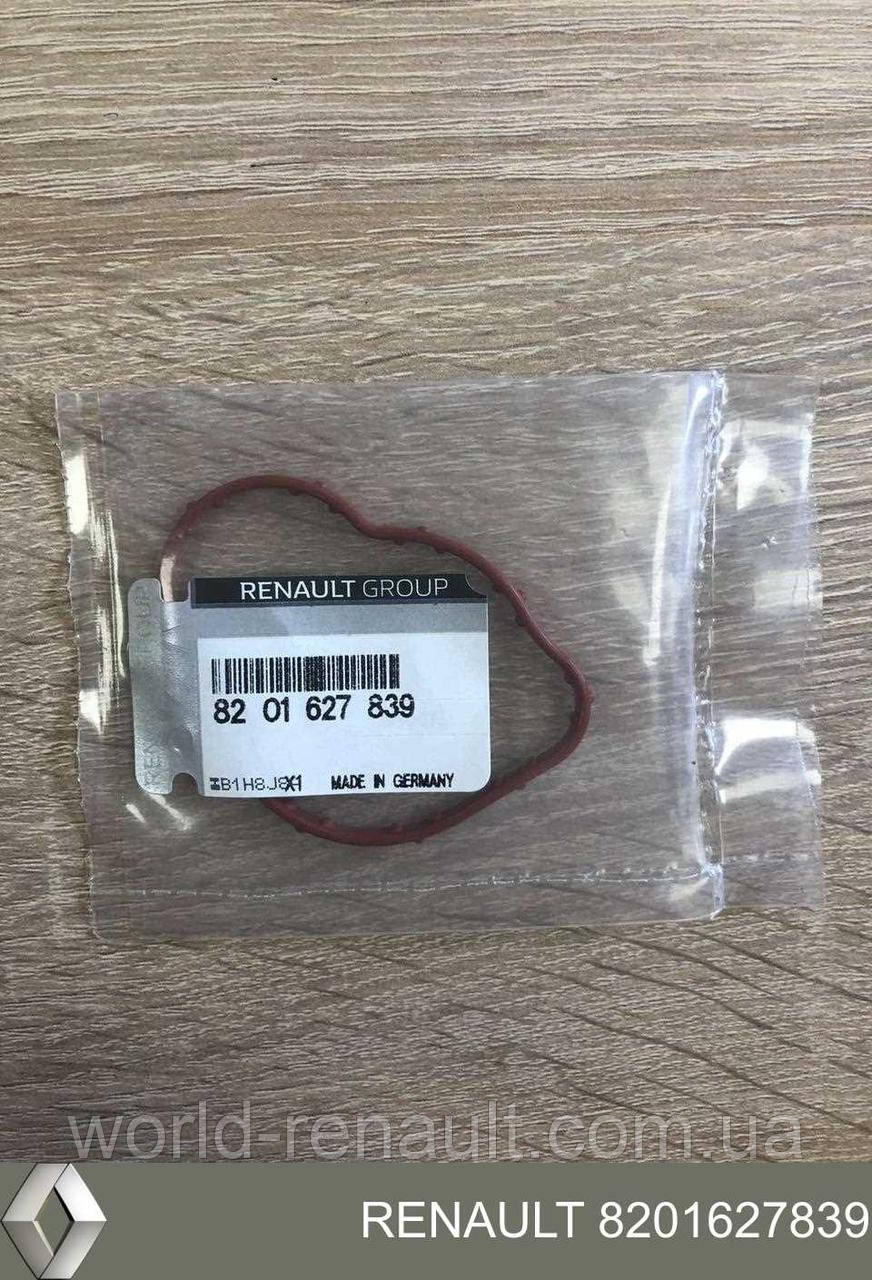 RENAULT GROUP
82 01 627 839
MADE IN GERMANY
world-renault.com.ua
RENAULT 8201627839